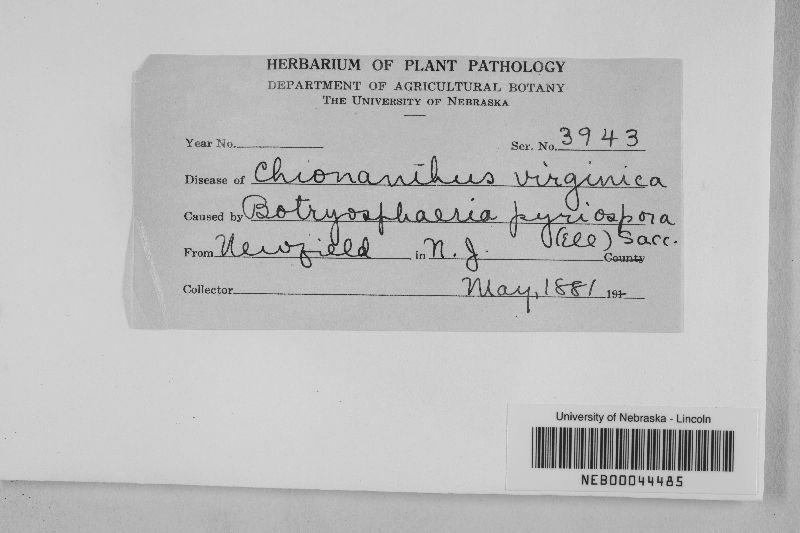 HERBARIUM OF PLANT PATHOLOGY
DEPARTMENT OF AGRICULTURAL BOTANY
THE UNIVERSITY OF NEBRASKA
Year No. Ser. No. 3943
Disease of Chionanthus virginica
Caused by Botryosphaeria pyriospora
(Ell) Sacc.
From Newfield in N. J. County
Collector May, 1881 191-
University of Nebraska - Lincoln
NEB00044485